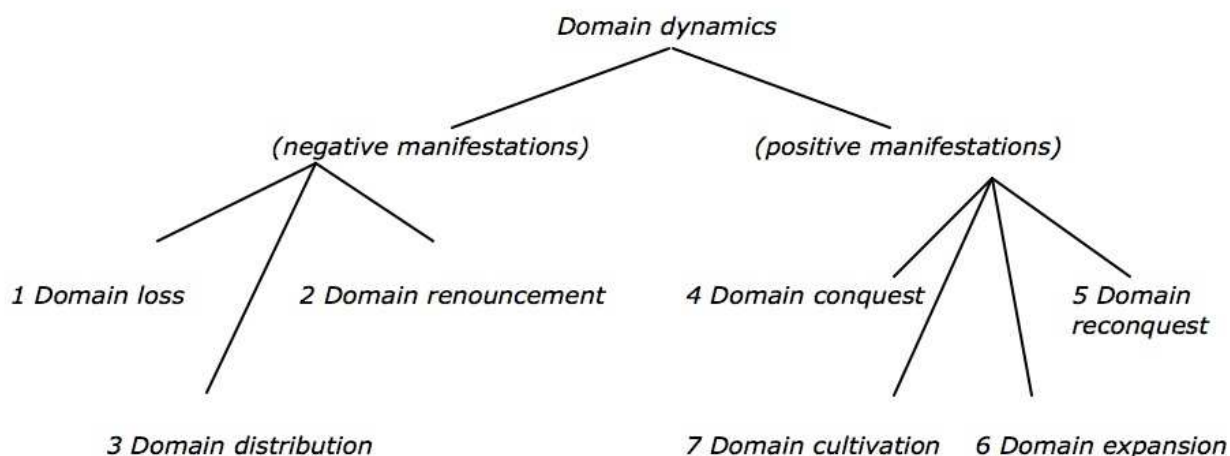 Domain dynamics
(negative manifestations)
(positive manifestations)
1 Domain loss
2 Domain renouncement
4 Domain conquest
5 Domain
reconquest
3 Domain distribution
7 Domain cultivation
6 Domain expansion